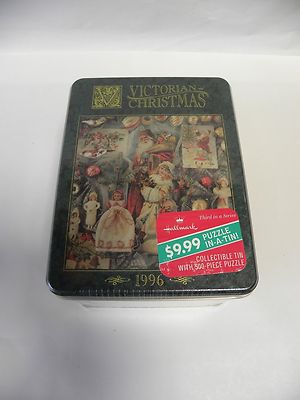 V
VICTORIAN
CHRISTMAS
Third in a Series
Hallmark
$9.99 PUZZLE
IN-A-TIN!
COLLECTIBLE TIN
WITH 500-PIECE PUZZLE
1996